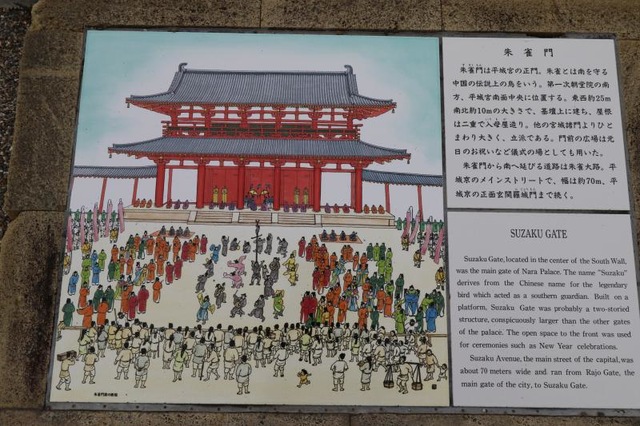 朱雀門
朱雀門は平城宮の正門。朱雀とは南を守る
中国の伝説上の鳥をいう。第一次朝堂院の南
方、平城宮南面中央に位置する。東西約25m
南北約10mの大きさで、基壇上に建ち、屋根
は二重で入母屋造り。他の宮城諸門よりひと
まわり大きく、立派である。門前の広場は元
日のお祝いなど儀式の場としても用いた。
朱雀門から南へ延びる道路は朱雀大路。平
城京のメインストリートで、幅は約70m、平
城京の正面玄関羅城門まで続く。
SUZAKU GATE
Suzaku Gate, located in the center of the South Wall,
was the main gate of Nara Palace. The name "Suzaku"
derives from the Chinese name for the legendary
bird which acted as a southern guardian. Built on a
platform, Suzaku Gate was probably a two-storied
structure, conspicuously larger than the other gates
of the palace. The open space to the front was used
for ceremonies such as New Year celebrations.
Suzaku Avenue, the main street of the capital, was
about 70 meters wide and ran from Rajo Gate, the
main gate of the city, to Suzaku Gate.